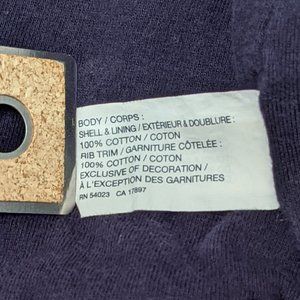 BODY / CORPS :
SHELL & LINING / EXTÉRIEUR & DOUBLURE :
100% COTTON / COTON
RIB TRIM / GARNITURE CÔTELÉE :
100% COTTON / COTON
EXCLUSIVE OF DECORATION /
À L'EXCEPTION DES GARNITURES
RN 54023 CA 17897